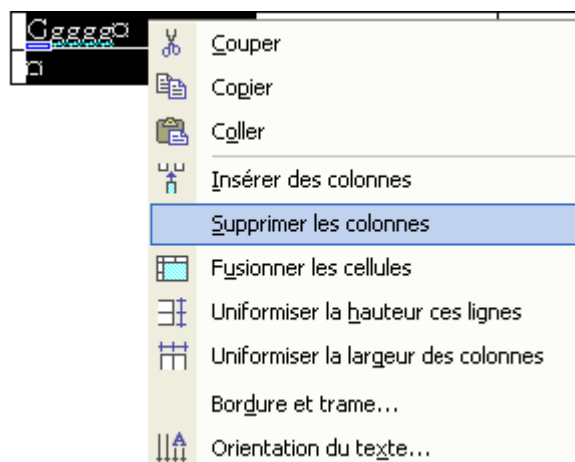 Ggggg¤
¤
Couper
Copier
Coller
Insérer des colonnes
Supprimer les colonnes
Fusionner les cellules
Uniformiser la hauteur ces lignes
Uniformiser la largeur des colonnes
Bordure et trame...
Orientation du texte...